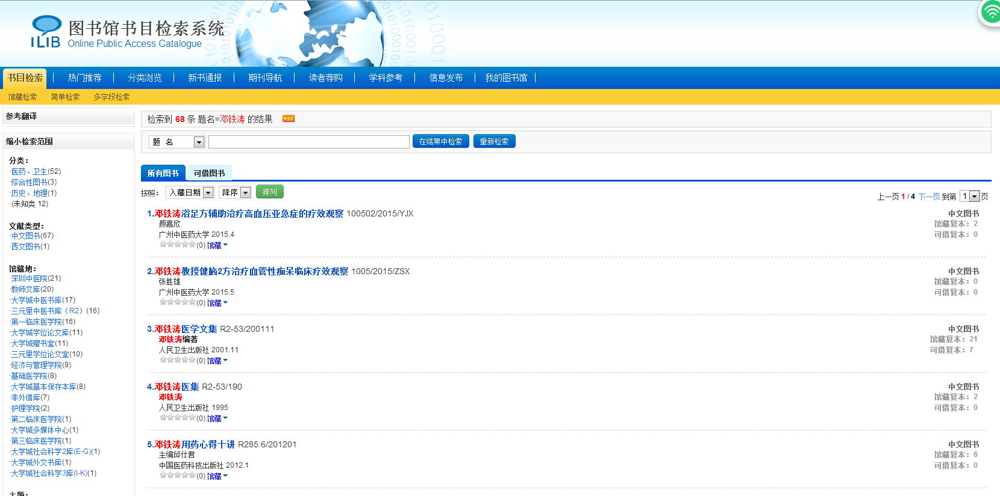 iLIB
图书馆书目检索系统
Online Public Access Catalogue
书目检索 | 热门推荐 | 分类浏览 | 新书通报 | 期刊导航 | 读者荐购 | 学科参考 | 信息发布 | 我的图书馆 |
馆藏检索 简单检索 多字段检索
参考翻译
缩小检索范围
分类：
·医药、卫生(52)
·综合性图书(3)
·历史、地理(1)
·(未知类 12)
文献类型：
·中文图书(67)
·西文图书(1)
馆藏地：
·深圳中医院(21)
·教师文库(20)
·大学城中医书库(17)
·三元里中医书库（R2）(16)
·第一临床医学院(16)
·大学城学位论文库(11)
·大学城赠书室(11)
·三元里学位论文室(10)
·经济与管理学院(9)
·基础医学院(8)
·大学城基本保存本库(8)
·非外借库(7)
·护理学院(2)
·第二临床医学院(1)
·大学城多媒体中心(1)
·第三临床医学院(1)
·大学城社会科学2库(E-G)(1)
·大学城外文书库(1)
·大学城社会科学3库(I-K)(1)
主题：
检索到 68 条 题名=邓铁涛 的结果 RSS
题 名 在结果中检索 重新检索
所有图书 可借图书
按照： 入藏日期 降序 排列
上一页 1 / 4 下一页 到第 1 页
1.邓铁涛浴足方辅助治疗高血压亚急症的疗效观察 100502/2015/YJX
颜嘉欣
广州中医药大学 2015.4
(0) 馆藏
中文图书
馆藏复本：2
可借复本：0
2.邓铁涛教授健脑2方治疗血管性痴呆临床疗效观察 1005/2015/ZSX
张胜雄
广州中医药大学 2015.5
(0) 馆藏
中文图书
馆藏复本：0
可借复本：0
3.邓铁涛医学文集 R2-53/200111
邓铁涛编著
人民卫生出版社 2001.11
(0) 馆藏
中文图书
馆藏复本：21
可借复本：7
4.邓铁涛医集 R2-53/190
邓铁涛
人民卫生出版社 1995
(0) 馆藏
中文图书
馆藏复本：2
可借复本：0
5.邓铁涛用药心得十讲 R285.6/201201
主编邱仕君
中国医药科技出版社 2012.1
(0) 馆藏
中文图书
馆藏复本：6
可借复本：0